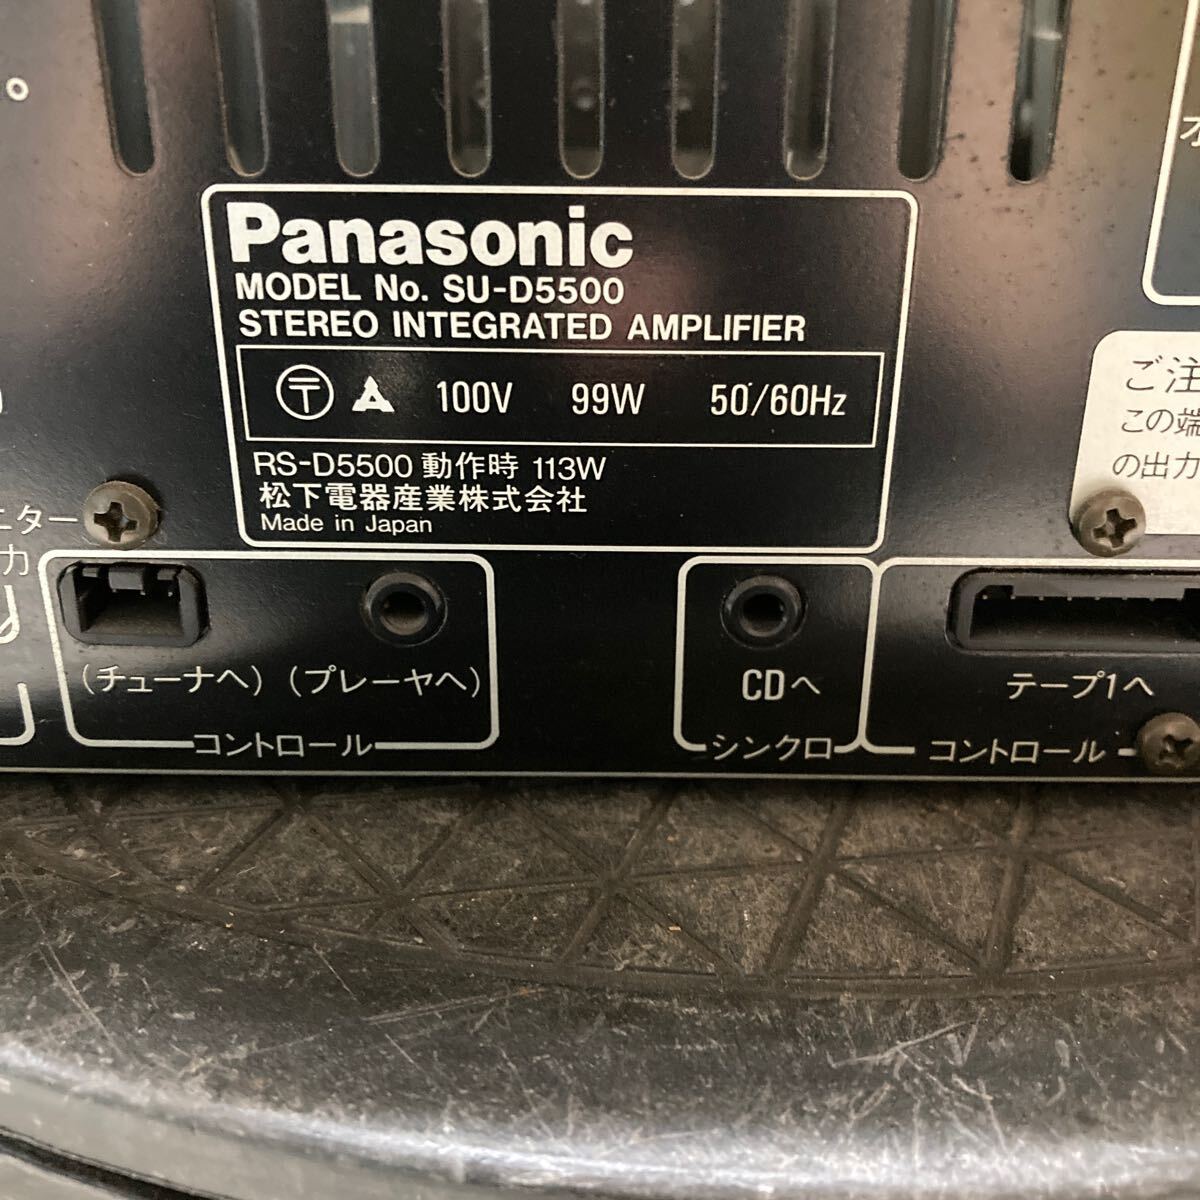 Panasonic
MODEL No. SU-D5500
STEREO INTEGRATED AMPLIFIER
〒 100V 99W 50/60Hz
RS-D5500 動作時 113W
松下電器産業株式会社
Made in Japan
ご注
この端
の出力
ニター
力
(チューナへ) (プレーヤへ)
コントロール
CDへ
シンクロ
テープ1へ
コントロール